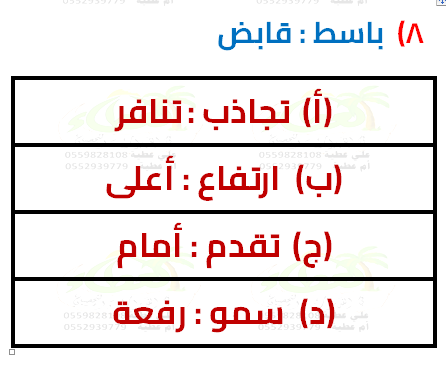 ٨) باسط : قابض
(أ) تجاذب : تنافر
(ب) ارتفاع : أعلى
(ج) تقدم : أمام
(د) سمو : رفعة
علي عطية 0559828108
أم عطية 0552939779